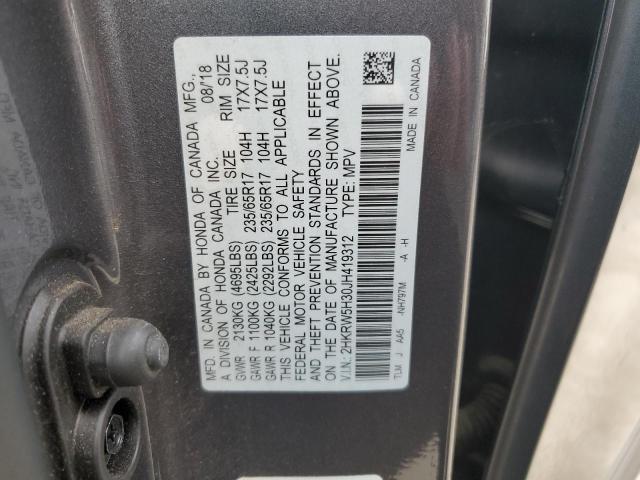 MFD. IN CANADA BY HONDA OF CANADA MFG., 08/18
A DIVISION OF HONDA CANADA INC.
TIRE SIZE RIM SIZE
GVWR 2130KG (4695LBS)
GAWR F 1100KG (2425LBS) 235/65R17 104H 17X7.5J
GAWR R 1040KG (2292LBS) 235/65R17 104H 17X7.5J
THIS VEHICLE CONFORMS TO ALL APPLICABLE
FEDERAL MOTOR VEHICLE SAFETY
AND THEFT PREVENTION STANDARDS IN EFFECT
ON THE DATE OF MANUFACTURE SHOWN ABOVE.
V.I.N.: 2HKRW5H30JH419312 TYPE: MPV
TLM J AA5 -NH797M -A -H
MADE IN CANADA